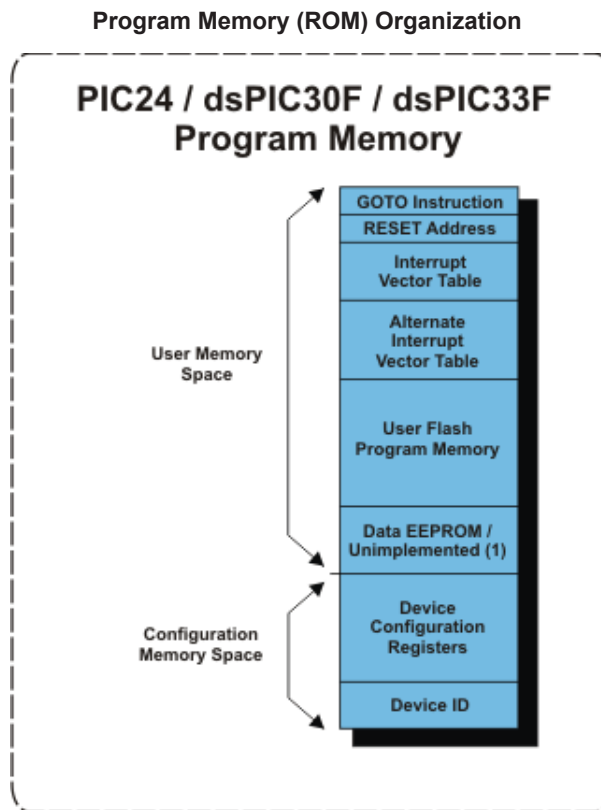 Program Memory (ROM) Organization
PIC24 / dsPIC30F / dsPIC33F
Program Memory
GOTO Instruction
RESET Address
Interrupt
Vector Table
Alternate
Interrupt
Vector Table
User Memory
Space
User Flash
Program Memory
Data EEPROM /
Unimplemented (1)
Device
Configuration
Registers
Configuration
Memory Space
Device ID